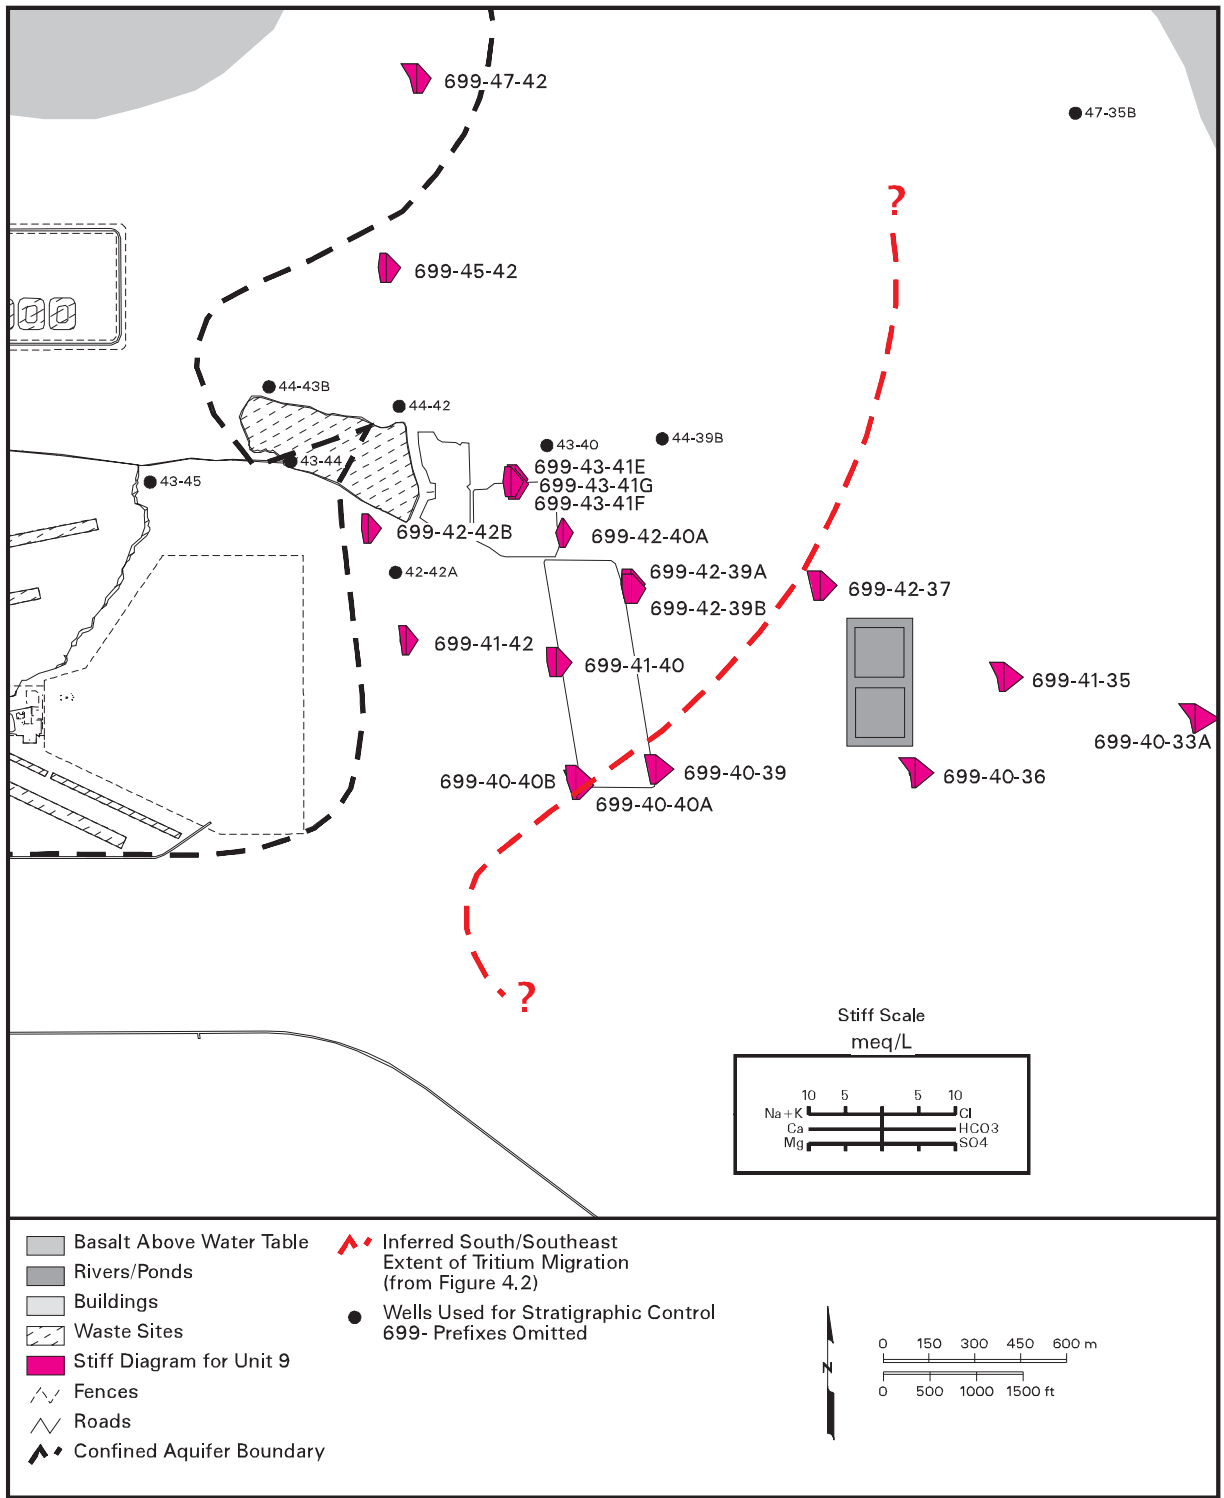 699-47-42
47-35B
?
699-45-42
44-43B
44-42
43-40
44-39B
43-44
699-43-41E
43-45
699-43-41G
699-43-41F
699-42-42B
699-42-40A
42-42A
699-42-39A
699-42-37
699-42-39B
699-41-42
699-41-40
699-41-35
699-40-33A
699-40-40B
699-40-39
699-40-36
699-40-40A
?
Stiff Scale
meq/L
10 5 5 10
Na+K Cl
Ca HCO3
Mg SO4
Basalt Above Water Table
Rivers/Ponds
Buildings
Waste Sites
Stiff Diagram for Unit 9
Fences
Roads
Confined Aquifer Boundary
Inferred South/Southeast
Extent of Tritium Migration
(from Figure 4.2)
Wells Used for Stratigraphic Control
699- Prefixes Omitted
N
0 150 300 450 600 m
0 500 1000 1500 ft